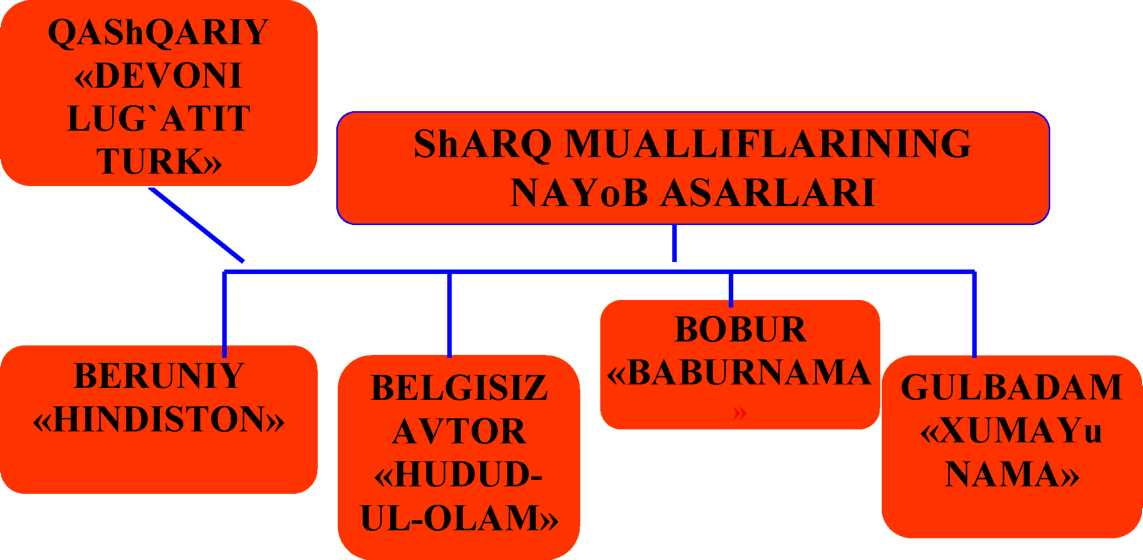 QAShQARIY
«DEVONI
LUG`ATIT
TURK»
ShARQ MUALLIFLARINING
NAYoB ASARLARI
BERUNIY
«HINDISTON»
BELGISIZ
AVTOR
«HUDUD-
UL-OLAM»
BOBUR
«BABURNAMA
»
GULBADAM
«XUMAYu
NAMA»